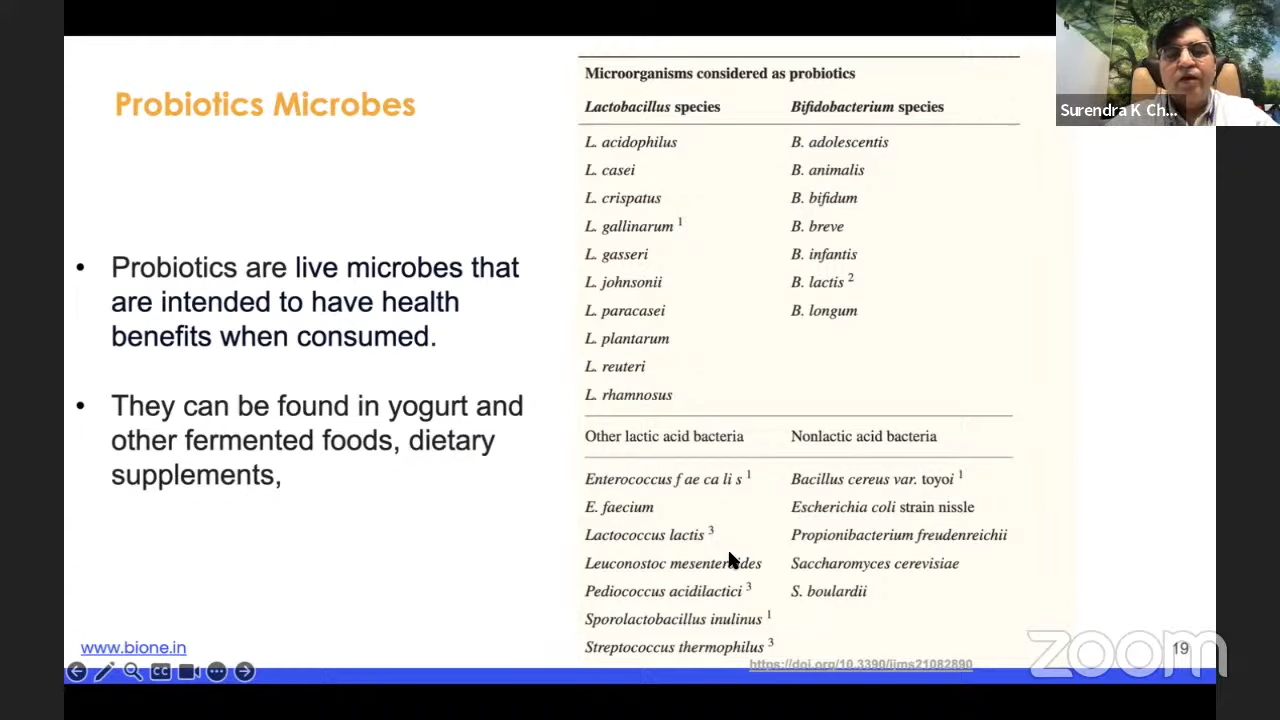 Surendra K Ch...
Probiotics Microbes
• Probiotics are live microbes that
are intended to have health
benefits when consumed.
• They can be found in yogurt and
other fermented foods, dietary
supplements,
Microorganisms considered as probiotics
Lactobacillus species Bifidobacterium species
L. acidophilus B. adolescentis
L. casei B. animalis
L. crispatus B. bifidum
L. gallinarum 1 B. breve
L. gasseri B. infantis
L. johnsonii B. lactis 2
L. paracasei B. longum
L. plantarum
L. reuteri
L. rhamnosus
Other lactic acid bacteria Nonlactic acid bacteria
Enterococcus f ae ca li s 1 Bacillus cereus var. toyoi 1
E. faecium Escherichia coli strain nissle
Lactococcus lactis 3 Propionibacterium freudenreichii
Leuconostoc mesenteroides Saccharomyces cerevisiae
Pediococcus acidilactici 3 S. boulardii
Sporolactobacillus inulinus 1
Streptococcus thermophilus 3
https://doi.org/10.3390/ijms21082890
www.bione.in
CC
zoom
19